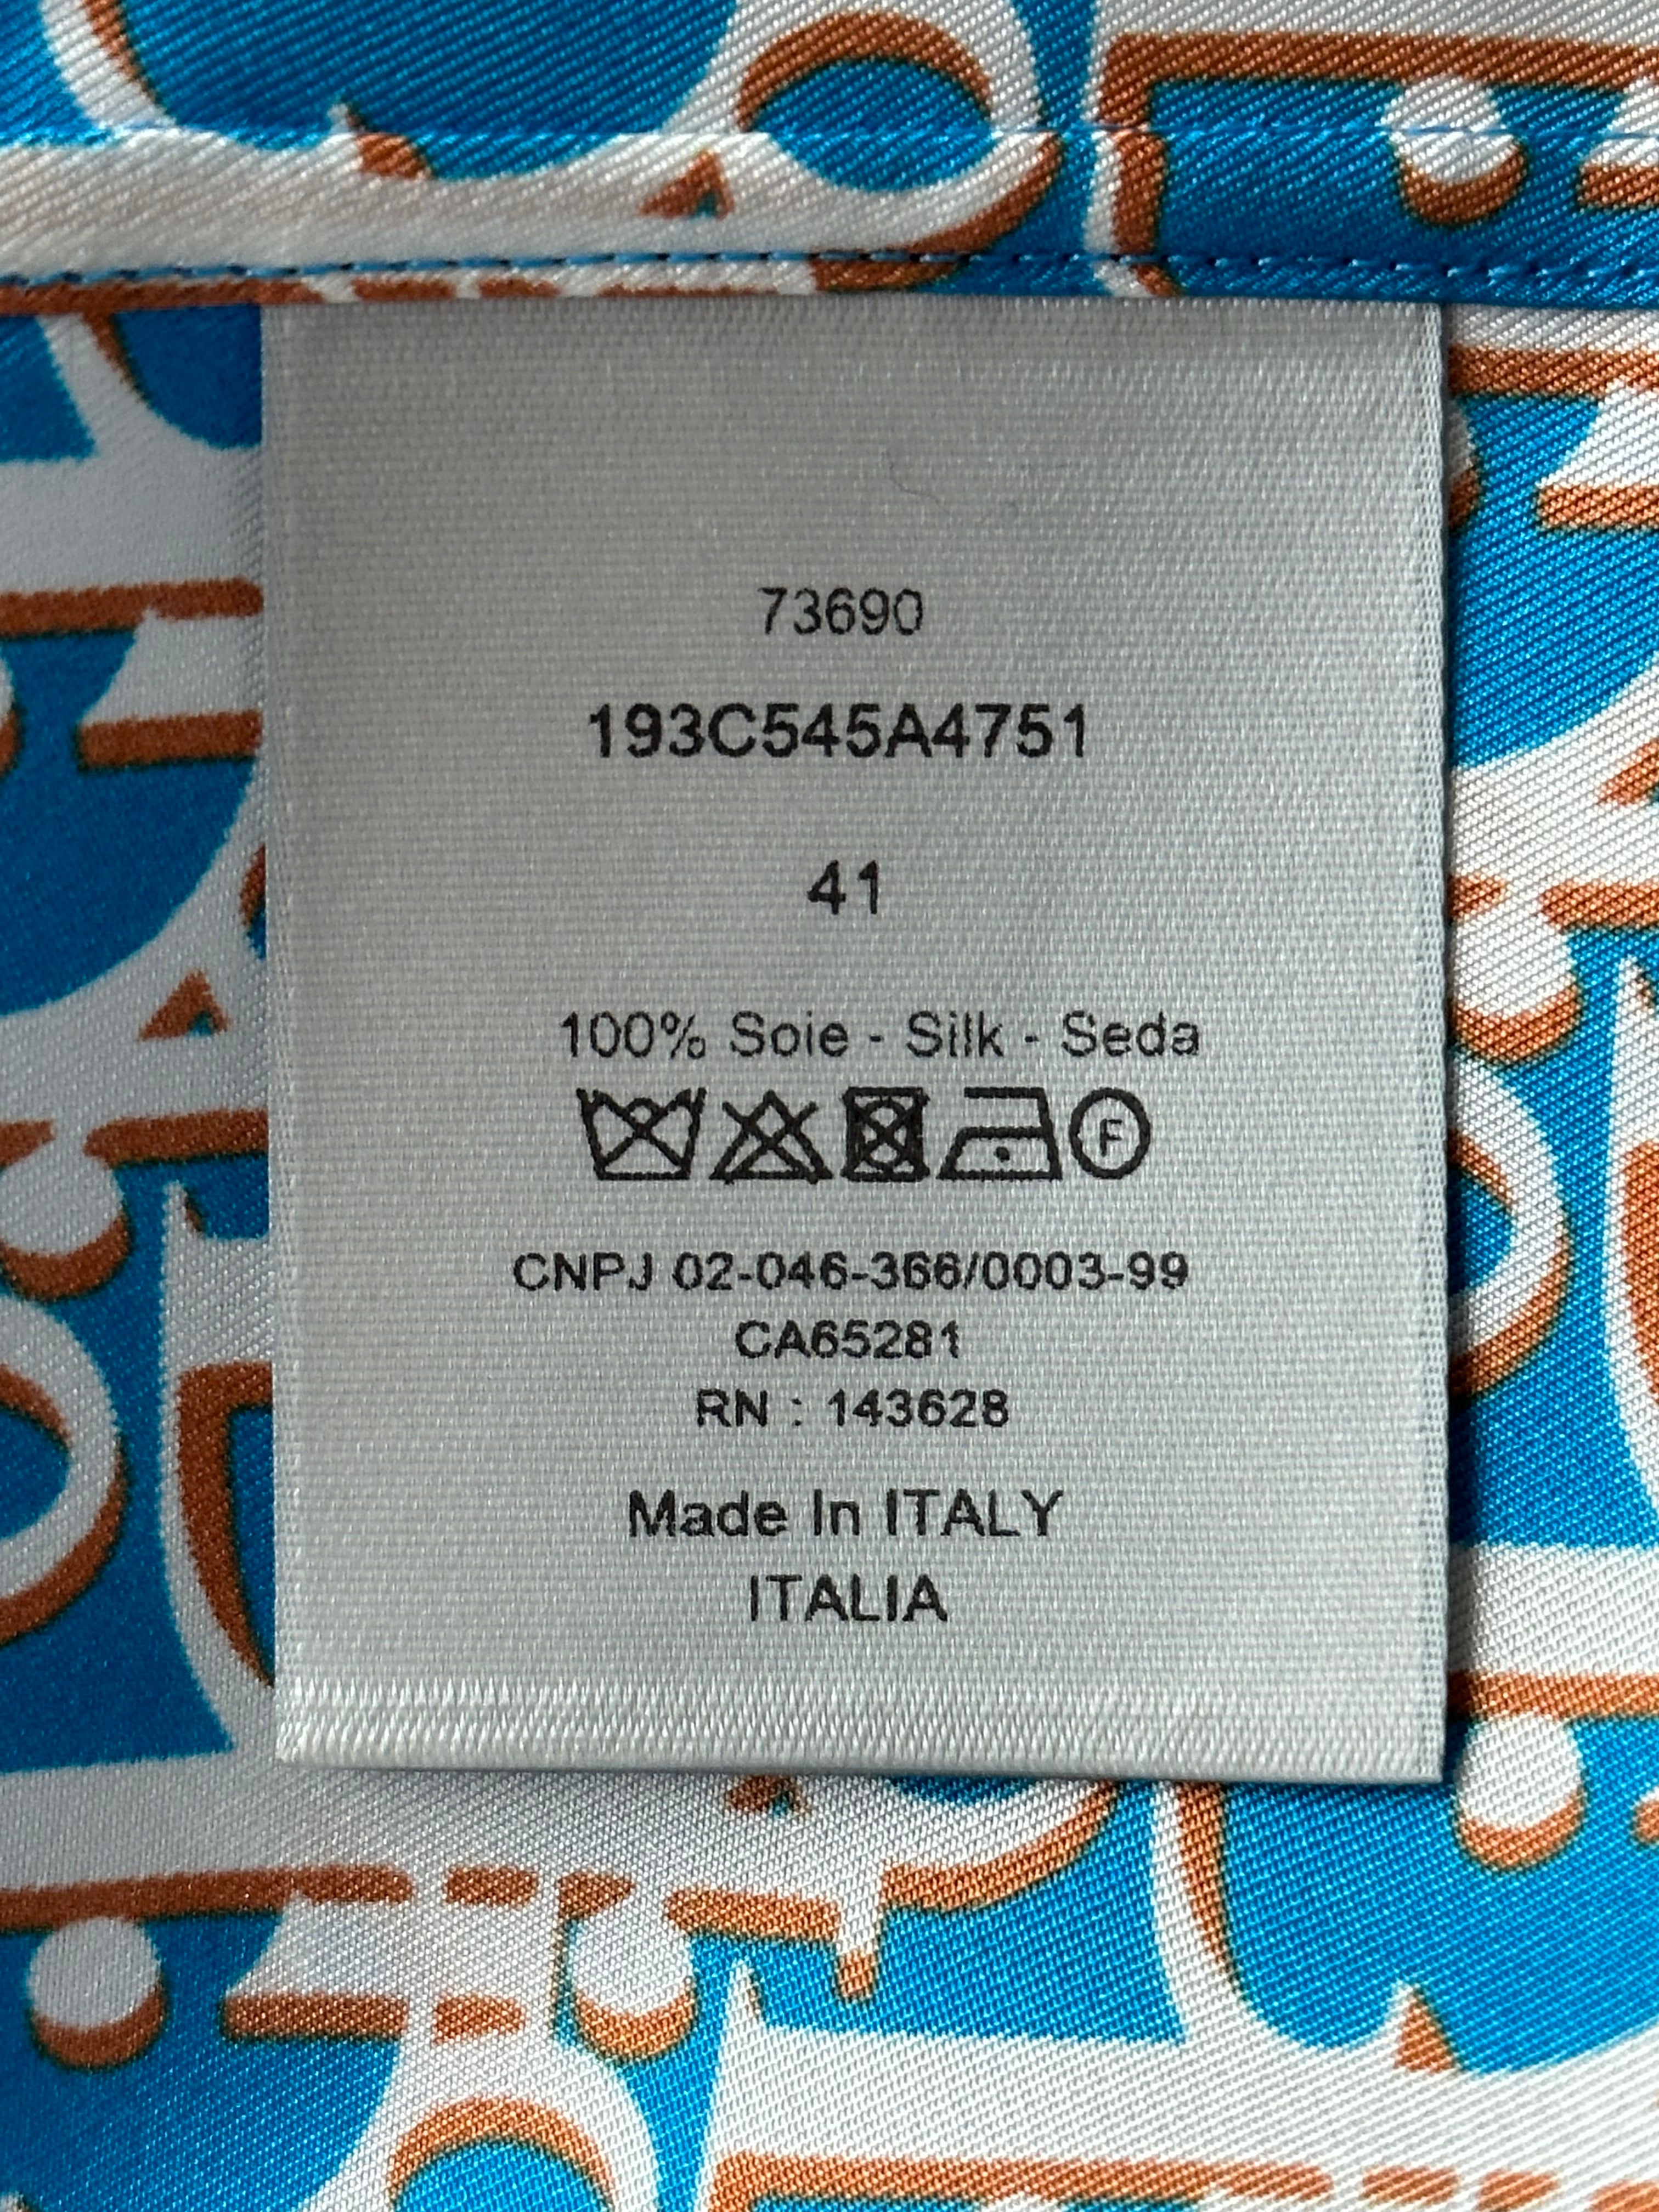 73690
193C545A4751
41
100% Soie - Silk - Seda
F
CNPJ 02-046-366/0003-99
CA65281
RN : 143628
Made In ITALY
ITALIA